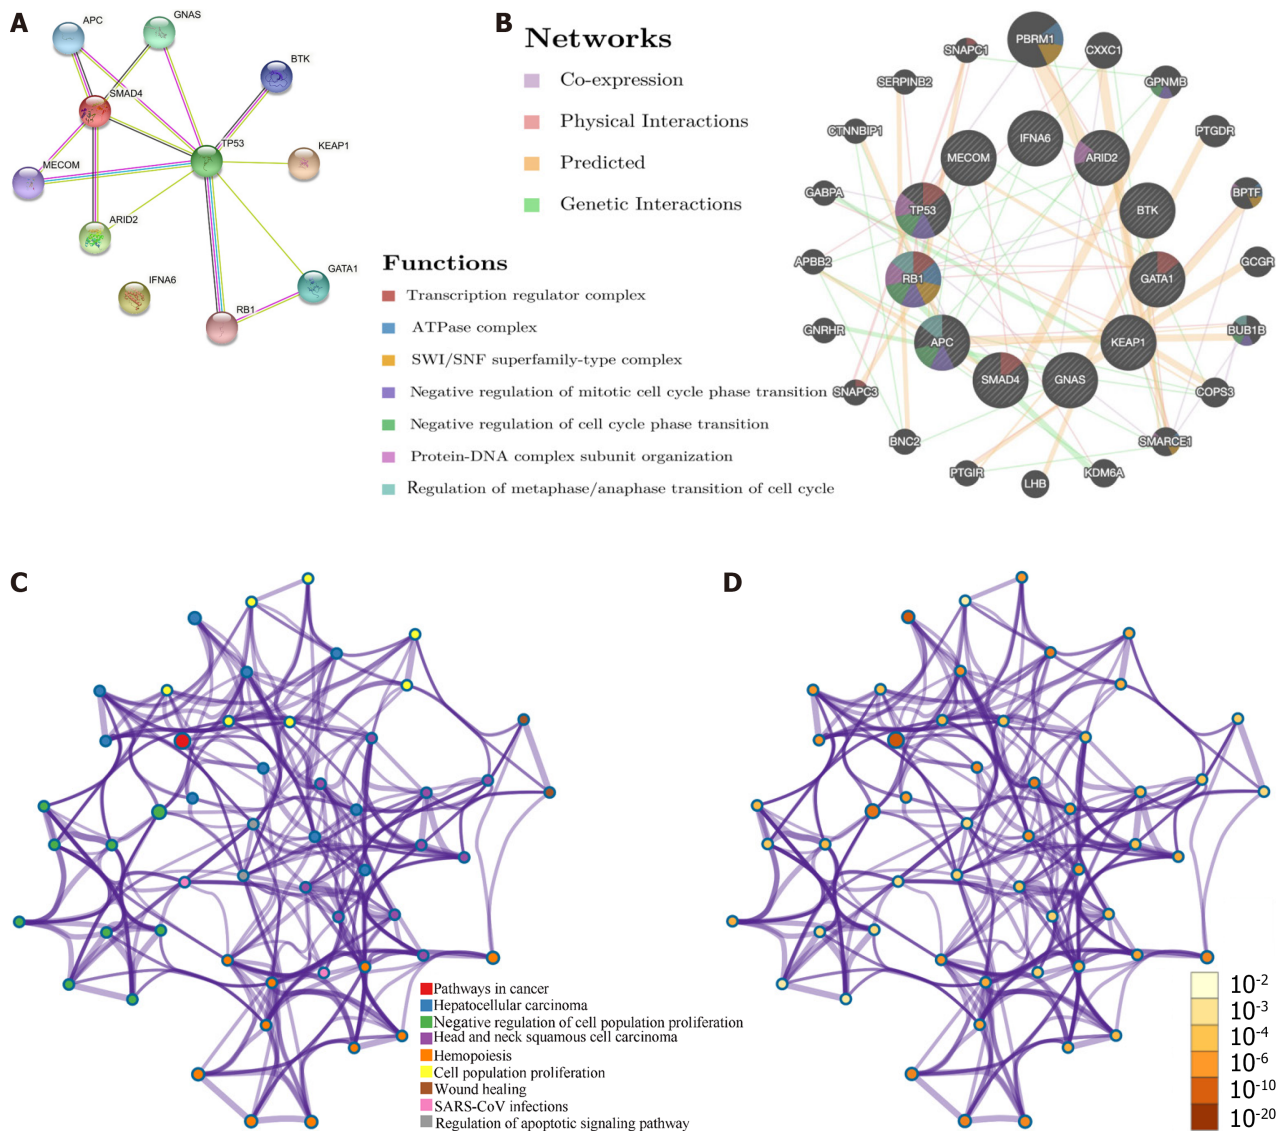 A
APC
GNAS
BTK
SMAD4
TP53
KEAP1
MECOM
ARID2
IFNA6
GATA1
RB1
B
Networks
Co-expression
Physical Interactions
Predicted
Genetic Interactions
Functions
Transcription regulator complex
ATPase complex
SWI/SNF superfamily-type complex
Negative regulation of mitotic cell cycle phase transition
Negative regulation of cell cycle phase transition
Protein-DNA complex subunit organization
Regulation of metaphase/anaphase transition of cell cycle
PBRM1
SNAPC1
CXXC1
SERPINB2
GPNMB
CTNNBIP1
IFNA6
PTGDR
MECOM
ARID2
GABPA
TP53
BTK
BPTF
APBB2
RB1
GATA1
GCGR
GNRHR
APC
KEAP1
BUB1B
SNAPC3
SMAD4
GNAS
COPS3
BNC2
SMARCE1
PTGIR
LHB
KDM6A
C
Pathways in cancer
Hepatocellular carcinoma
Negative regulation of cell population proliferation
Head and neck squamous cell carcinoma
Hemopoiesis
Cell population proliferation
Wound healing
SARS-CoV infections
Regulation of apoptotic signaling pathway
D
10-2
10-3
10-4
10-6
10-10
10-20